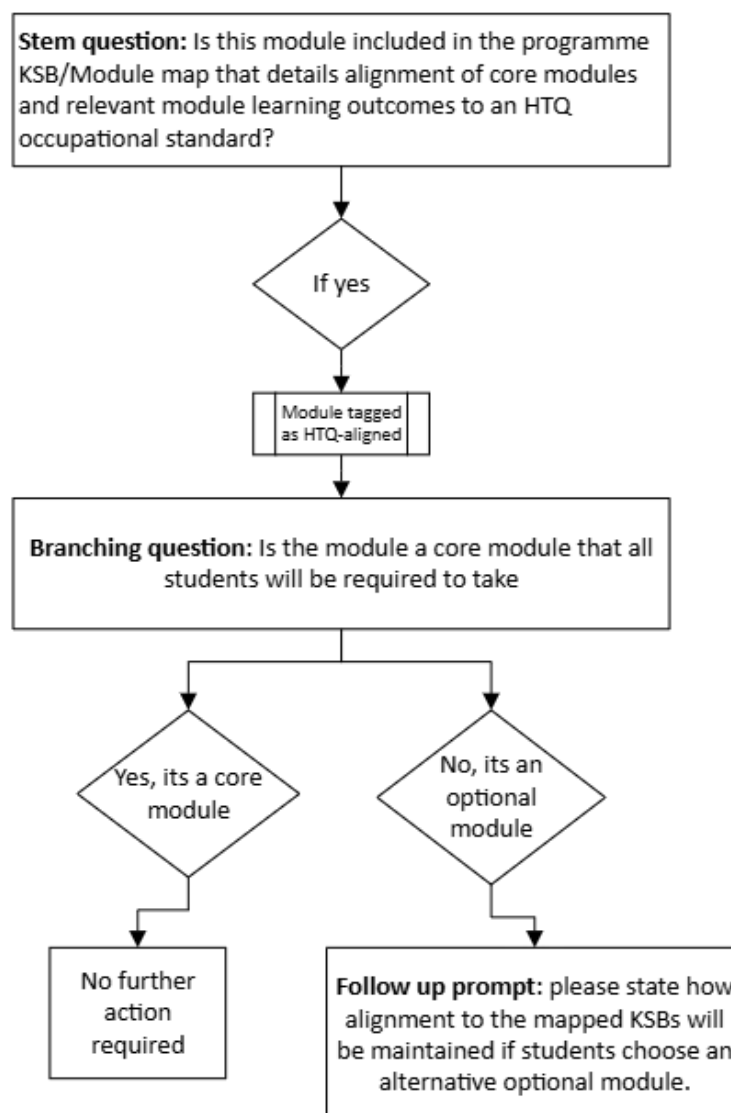 Stem question: Is this module included in the programme
KSB/Module map that details alignment of core modules
and relevant module learning outcomes to an HTQ
occupational standard?
If yes
Module tagged
as HTQ-aligned
Branching question: Is the module a core module that all
students will be required to take
Yes, its a core
module
No, its an
optional
module
No further
action
required
Follow up prompt: please state how
alignment to the mapped KSBs will
be maintained if students choose an
alternative optional module.